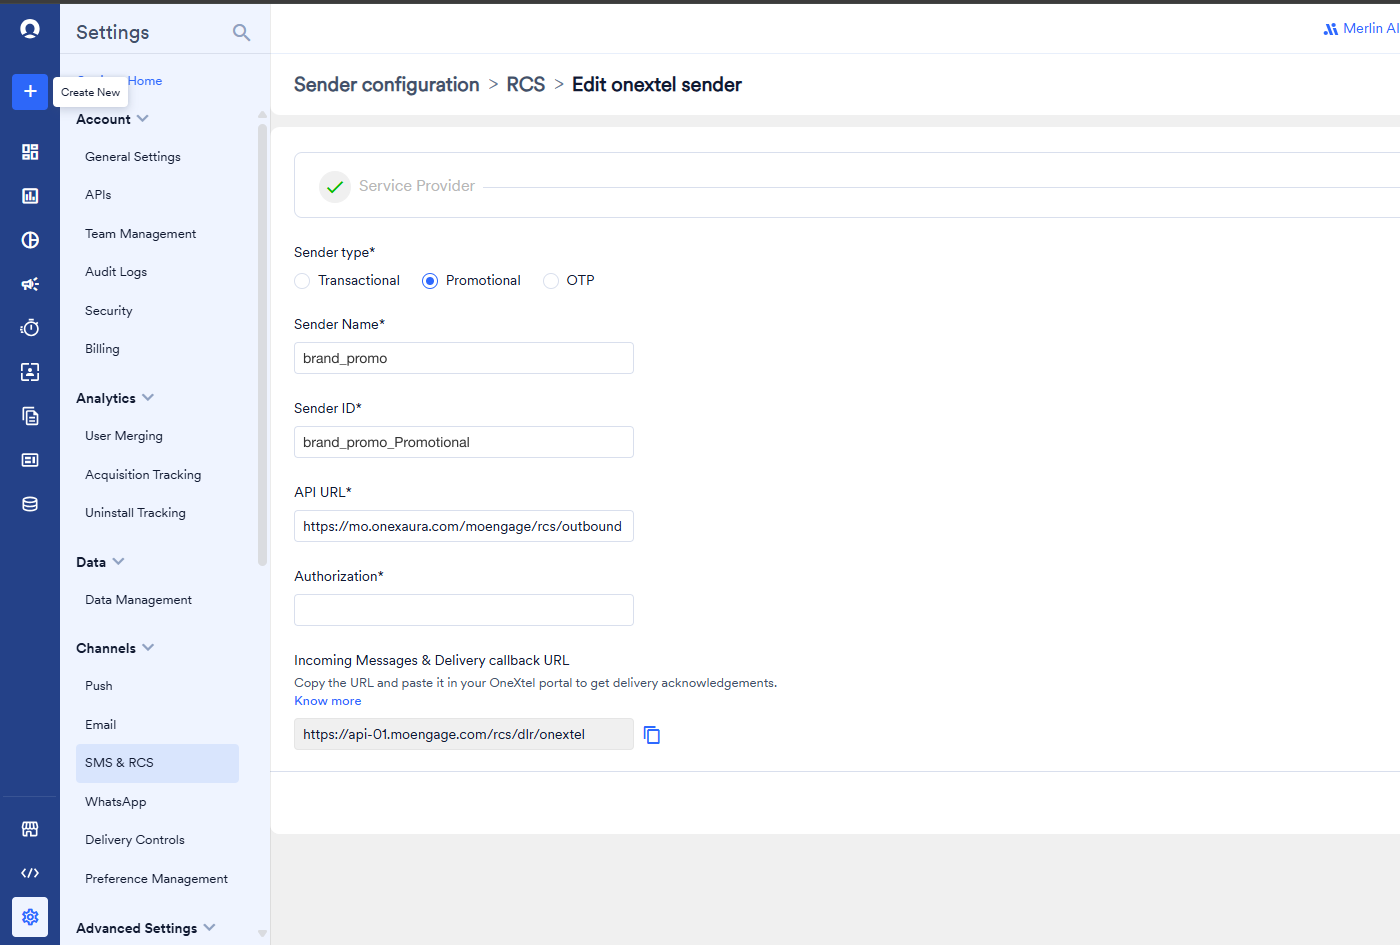 Settings
Merlin AI
Home
Create New
Account
General Settings
APIs
Team Management
Audit Logs
Security
Billing
Analytics
User Merging
Acquisition Tracking
Uninstall Tracking
Data
Data Management
Channels
Push
Email
SMS & RCS
WhatsApp
Delivery Controls
Preference Management
Advanced Settings
Sender configuration > RCS > Edit onextel sender
Service Provider
Sender type*
Transactional Promotional OTP
Sender Name*
brand_promo
Sender ID*
brand_promo_Promotional
API URL*
https://mo.onexaura.com/moengage/rcs/outbound
Authorization*
Incoming Messages & Delivery callback URL
Copy the URL and paste it in your OneXtel portal to get delivery acknowledgements.
Know more
https://api-01.moengage.com/rcs/dlr/onextel